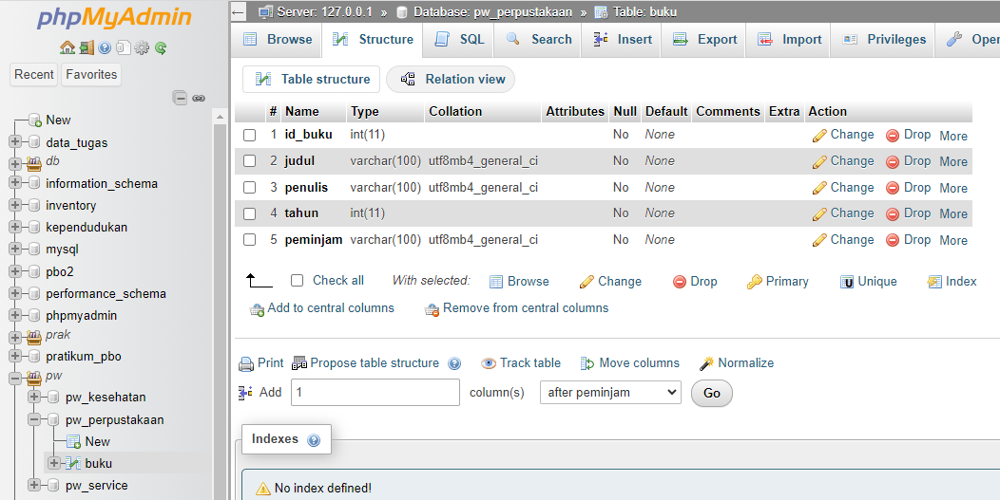 phpMyAdmin
Recent Favorites
New
data_tugas
db
information_schema
inventory
kependudukan
mysql
pbo2
performance_schema
phpmyadmin
prak
pratikum_pbo
pw
pw_kesehatan
pw_perpustakaan
New
buku
pw_service
Server: 127.0.0.1 » Database: pw_perpustakaan » Table: buku
Browse Structure SQL Search Insert Export Import Privileges Oper
Table structure Relation view
# Name Type Collation Attributes Null Default Comments Extra Action
1 id_buku int(11) No None Change Drop More
2 judul varchar(100) utf8mb4_general_ci No None Change Drop More
3 penulis varchar(100) utf8mb4_general_ci No None Change Drop More
4 tahun int(11) No None Change Drop More
5 peminjam varchar(100) utf8mb4_general_ci No None Change Drop More
Check all With selected: Browse Change Drop Primary Unique Index
Add to central columns Remove from central columns
Print Propose table structure Track table Move columns Normalize
Add 1 column(s) after peminjam Go
Indexes
No index defined!